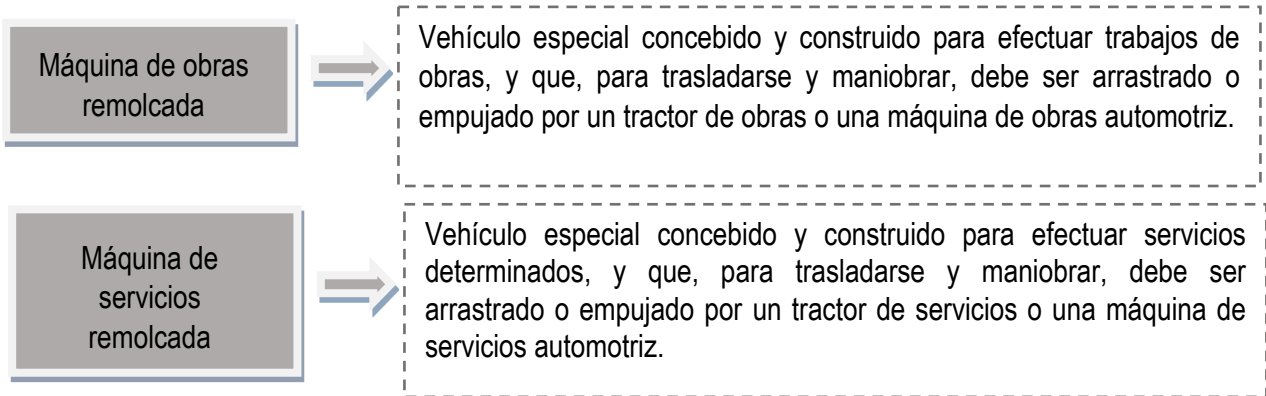 Máquina de obras
remolcada
Vehículo especial concebido y construido para efectuar trabajos de
obras, y que, para trasladarse y maniobrar, debe ser arrastrado o
empujado por un tractor de obras o una máquina de obras automotriz.
Máquina de
servicios
remolcada
Vehículo especial concebido y construido para efectuar servicios
determinados, y que, para trasladarse y maniobrar, debe ser
arrastrado o empujado por un tractor de servicios o una máquina de
servicios automotriz.